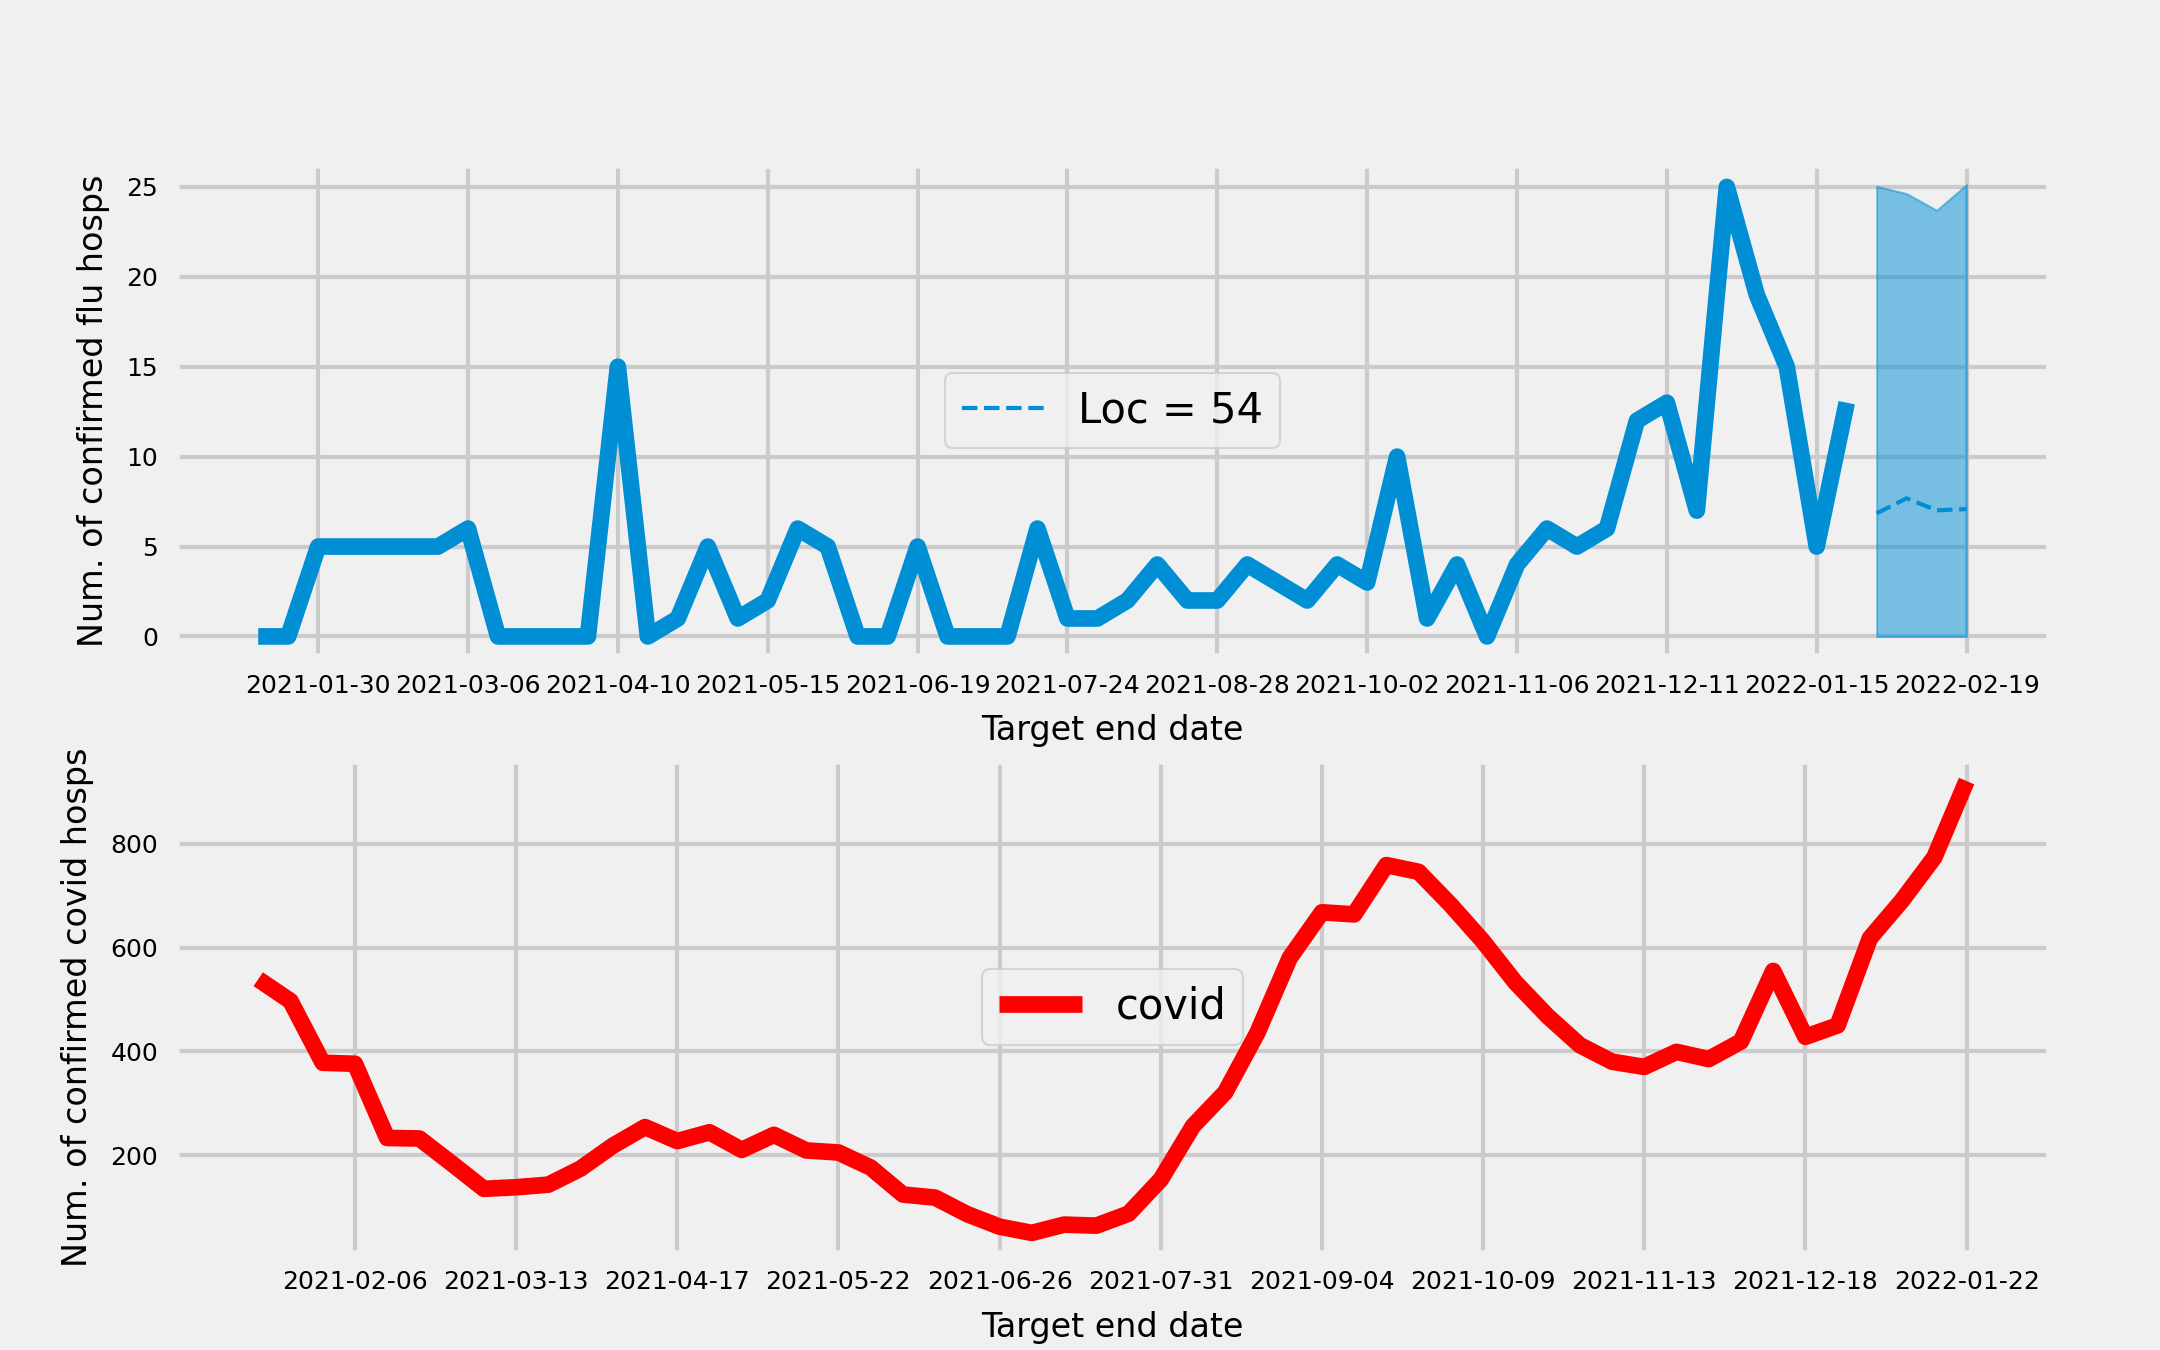 Num. of confirmed flu hosps
25
20
15
10
5
0
Loc = 54
2021-01-30 2021-03-06 2021-04-10 2021-05-15 2021-06-19 2021-07-24 2021-08-28 2021-10-02 2021-11-06 2021-12-11 2022-01-15 2022-02-19
Target end date
Num. of confirmed covid hosps
800
600
400
200
covid
2021-02-06 2021-03-13 2021-04-17 2021-05-22 2021-06-26 2021-07-31 2021-09-04 2021-10-09 2021-11-13 2021-12-18 2022-01-22
Target end date